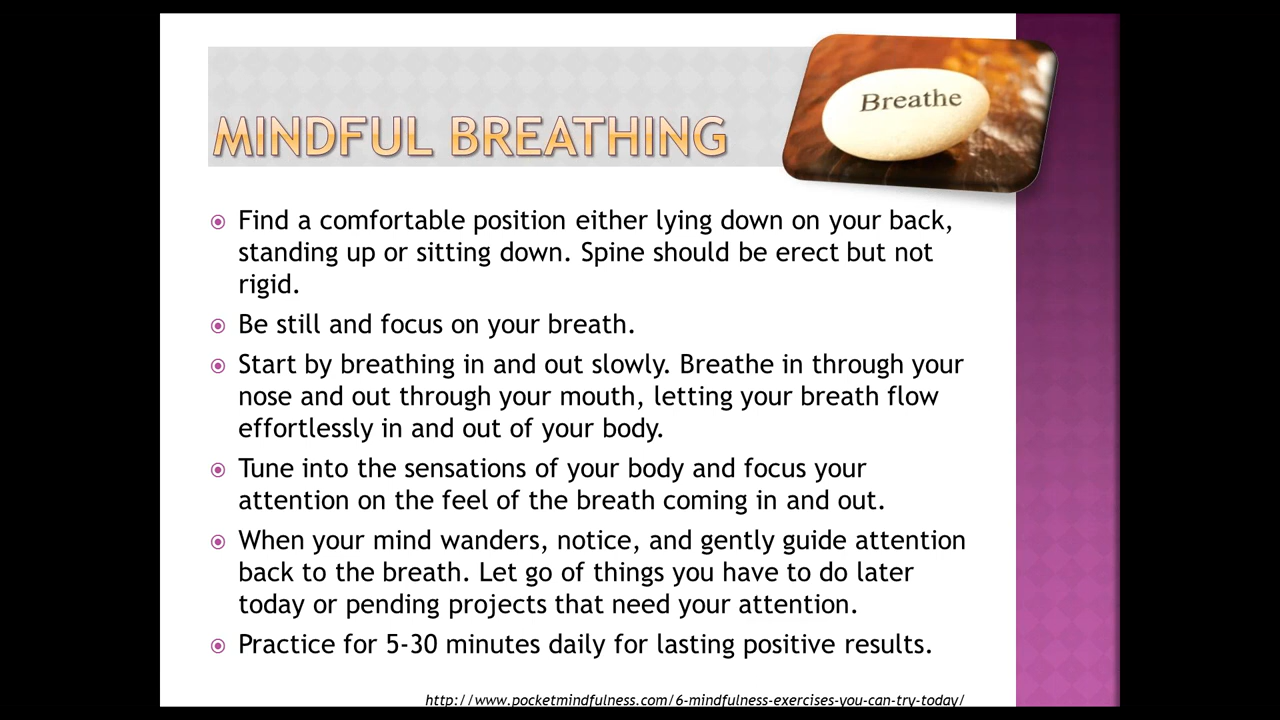 Breathe
MINDFUL BREATHING
Find a comfortable position either lying down on your back,
standing up or sitting down. Spine should be erect but not
rigid.
Be still and focus on your breath.
Start by breathing in and out slowly. Breathe in through your
nose and out through your mouth, letting your breath flow
effortlessly in and out of your body.
Tune into the sensations of your body and focus your
attention on the feel of the breath coming in and out.
When your mind wanders, notice, and gently guide attention
back to the breath. Let go of things you have to do later
today or pending projects that need your attention.
Practice for 5-30 minutes daily for lasting positive results.
http://www.pocketmindfulness.com/6-mindfulness-exercises-you-can-try-today/